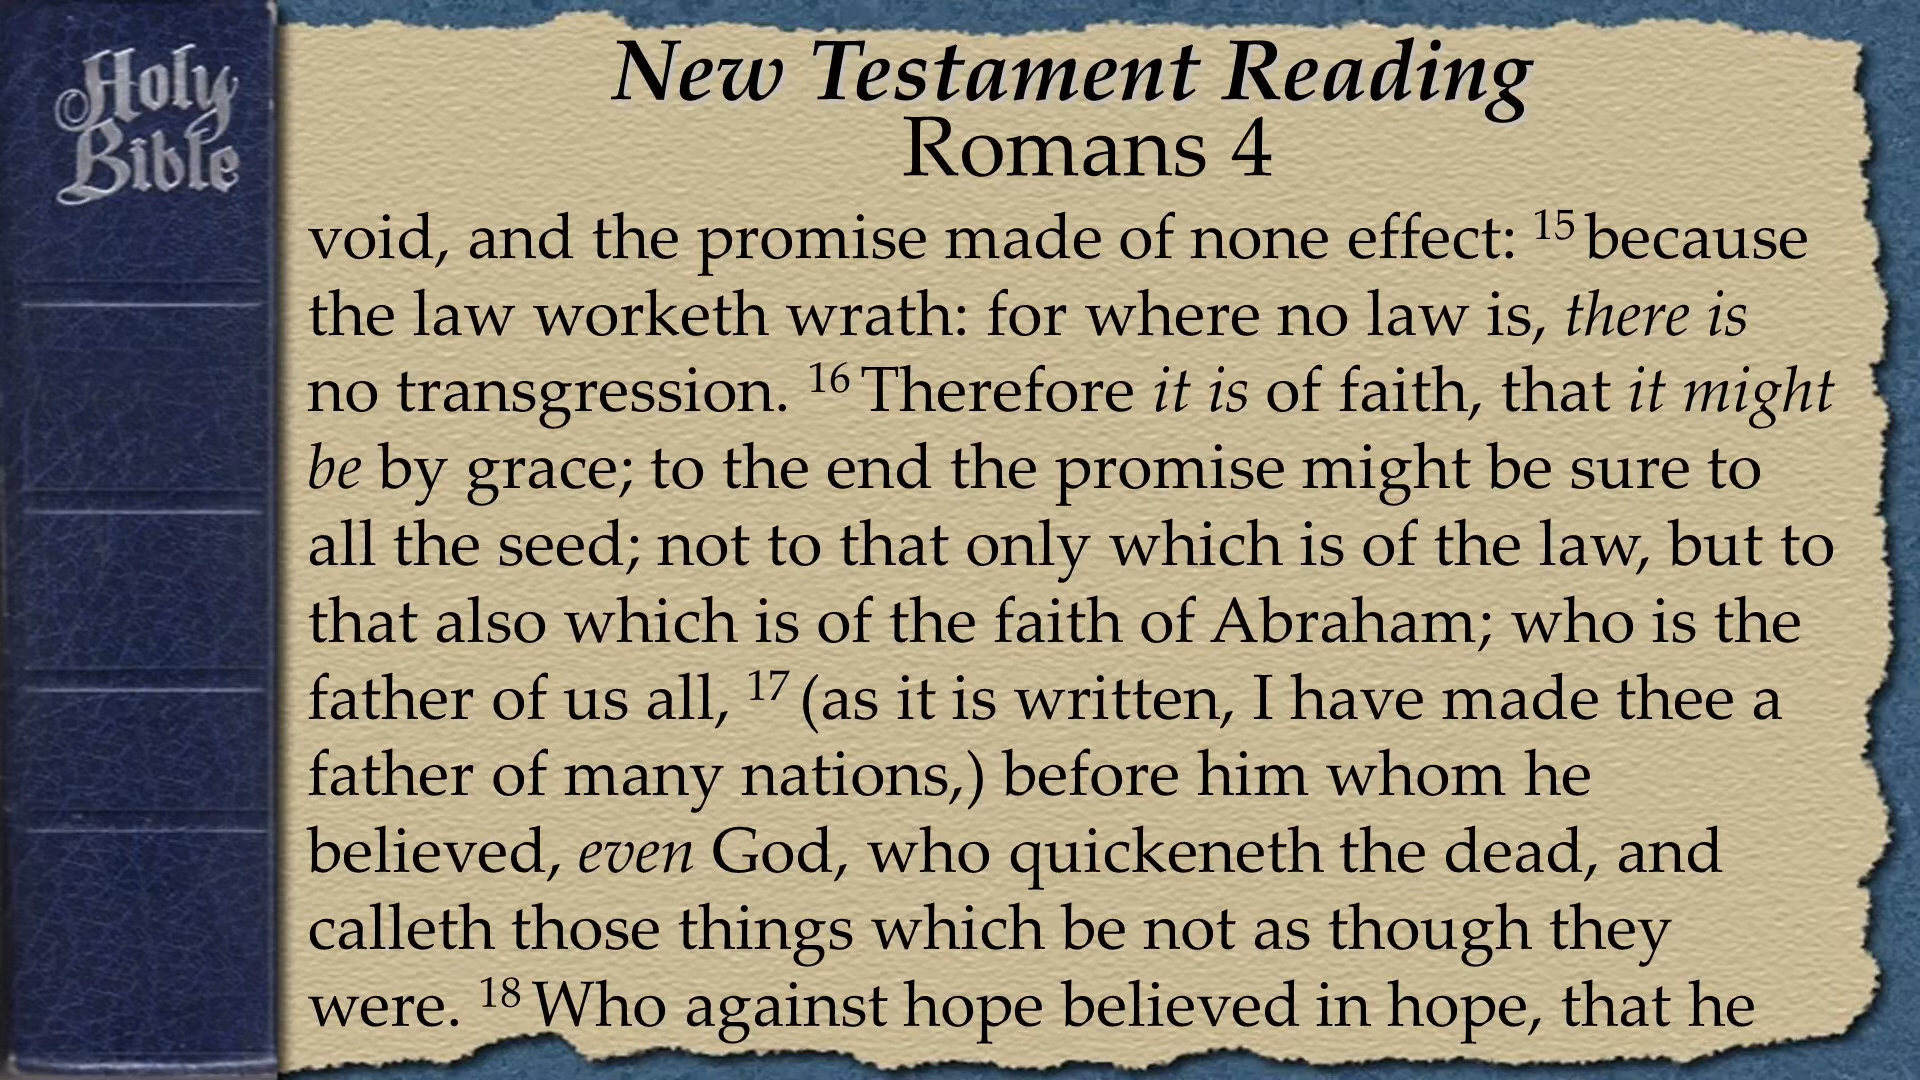 Holy
Bible
New Testament Reading
Romans 4
void, and the promise made of none effect: 15 because
the law worketh wrath: for where no law is, there is
no transgression. 16 Therefore it is of faith, that it might
be by grace; to the end the promise might be sure to
all the seed; not to that only which is of the law, but to
that also which is of the faith of Abraham; who is the
father of us all, 17 (as it is written, I have made thee a
father of many nations,) before him whom he
believed, even God, who quickeneth the dead, and
calleth those things which be not as though they
were. 18 Who against hope believed in hope, that he